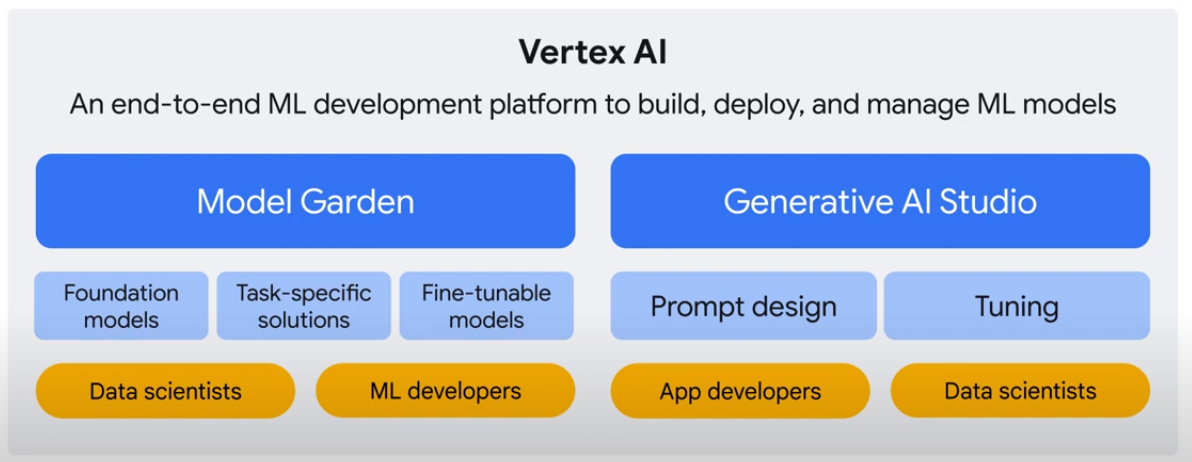 Vertex AI
An end-to-end ML development platform to build, deploy, and manage ML models
Model Garden
Generative AI Studio
Foundation
models
Task-specific
solutions
Fine-tunable
models
Prompt design
Tuning
Data scientists
ML developers
App developers
Data scientists